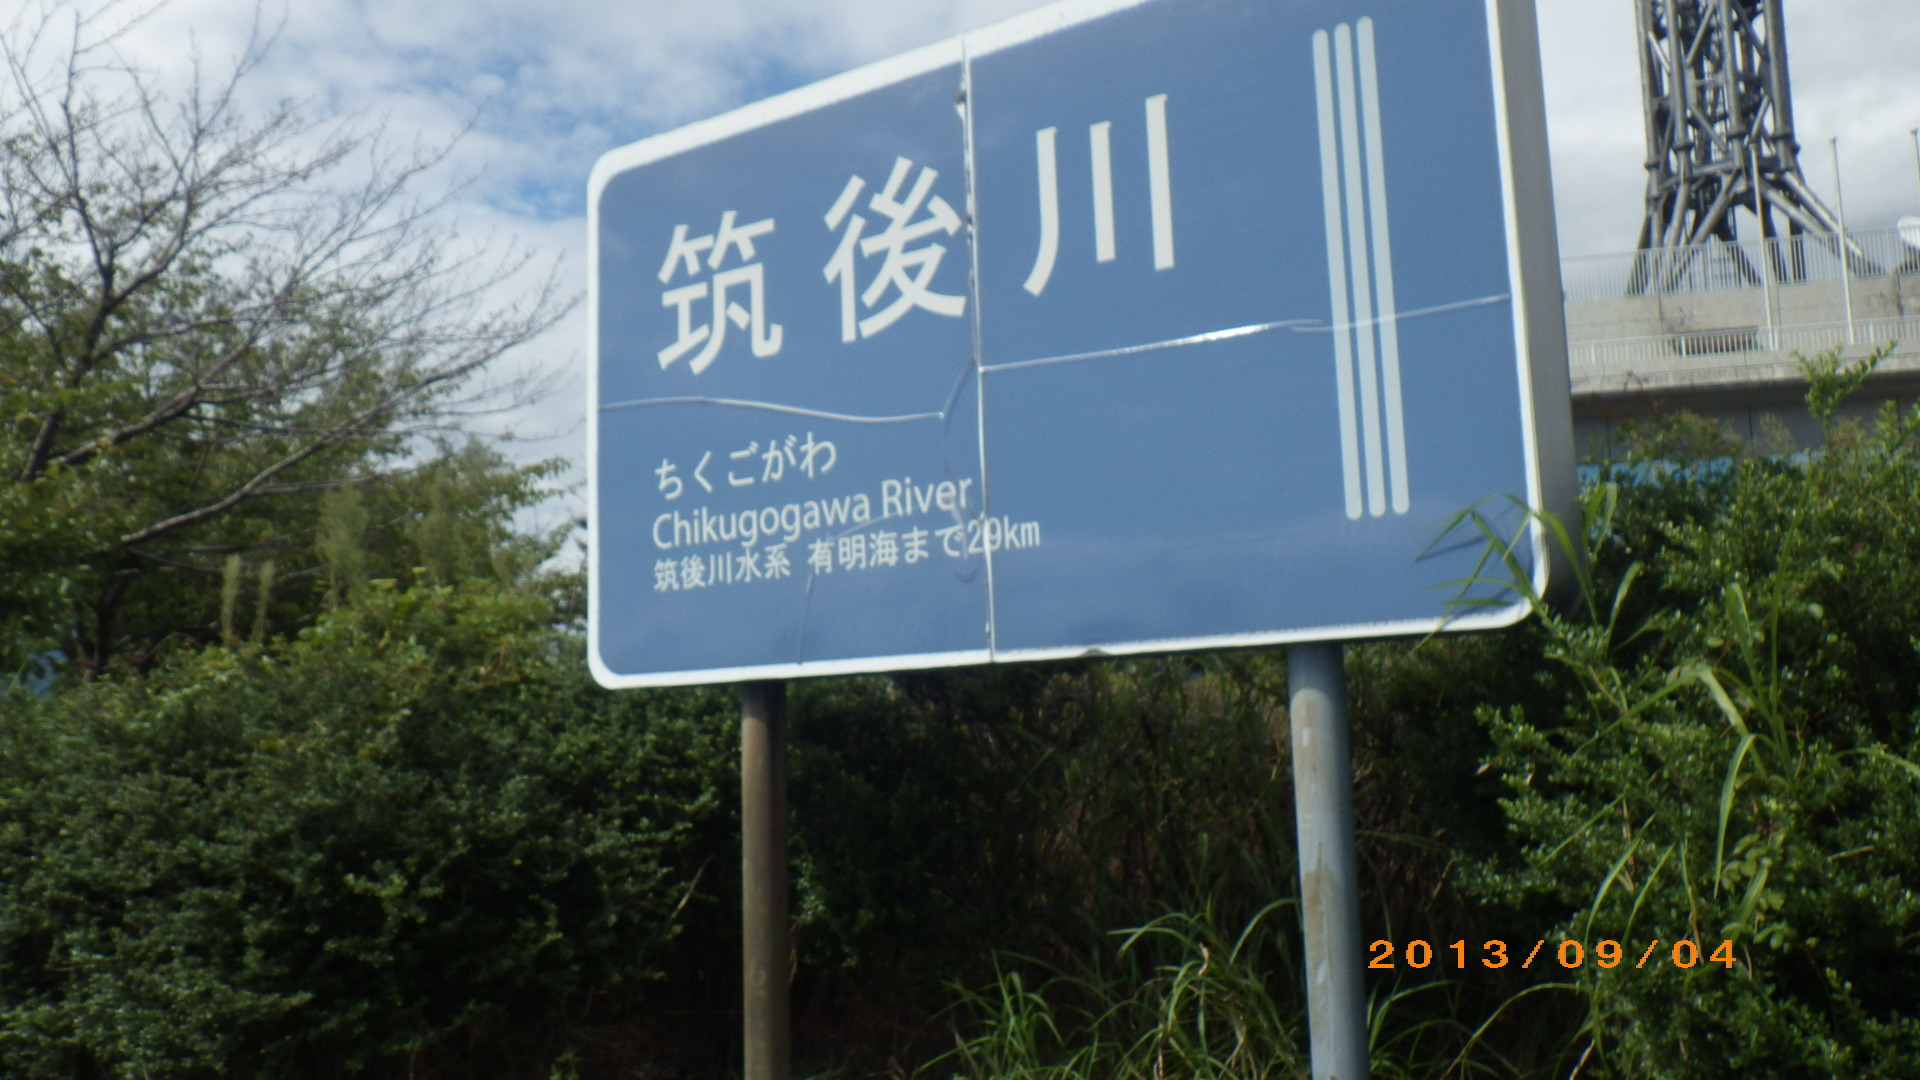 筑後川
ちくごがわ
Chikugogawa River
筑後川水系 有明海まで29km
2013/09/04